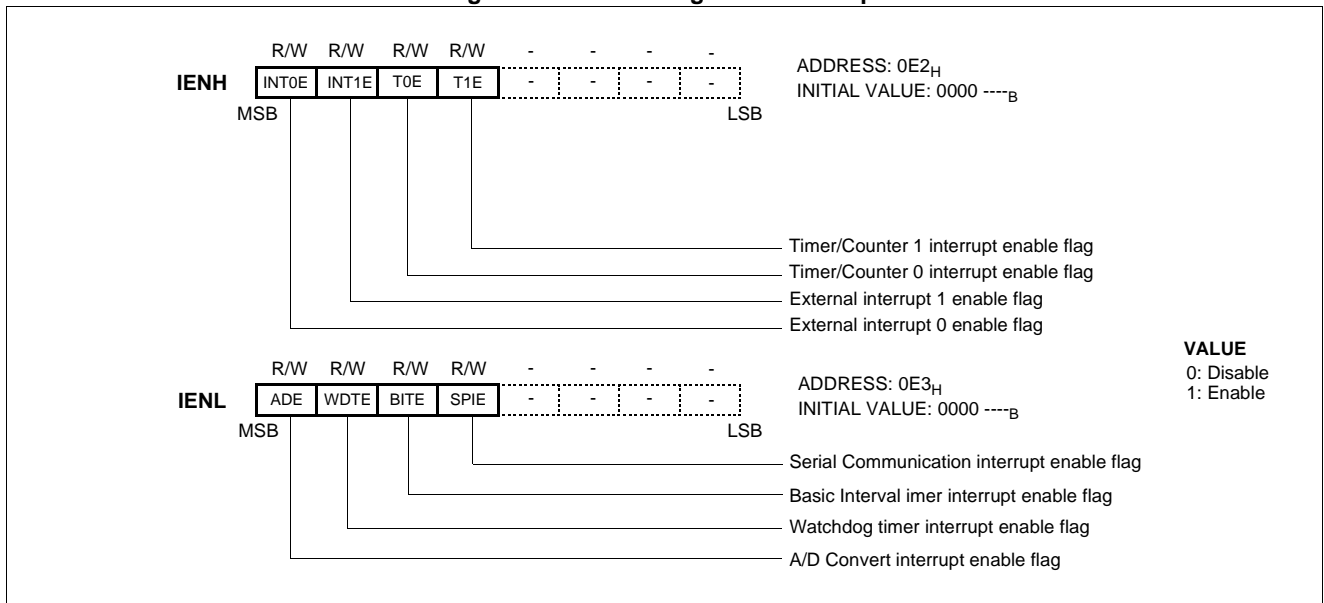 R/W R/W R/W R/W - - - -
IENH INT0E INT1E T0E T1E - - - -
MSB LSB
ADDRESS: 0E2H
INITIAL VALUE: 0000 ----B
Timer/Counter 1 interrupt enable flag
Timer/Counter 0 interrupt enable flag
External interrupt 1 enable flag
External interrupt 0 enable flag
VALUE
0: Disable
1: Enable
R/W R/W R/W R/W - - - -
IENL ADE WDTE BITE SPIE - - - -
MSB LSB
ADDRESS: 0E3H
INITIAL VALUE: 0000 ----B
Serial Communication interrupt enable flag
Basic Interval imer interrupt enable flag
Watchdog timer interrupt enable flag
A/D Convert interrupt enable flag